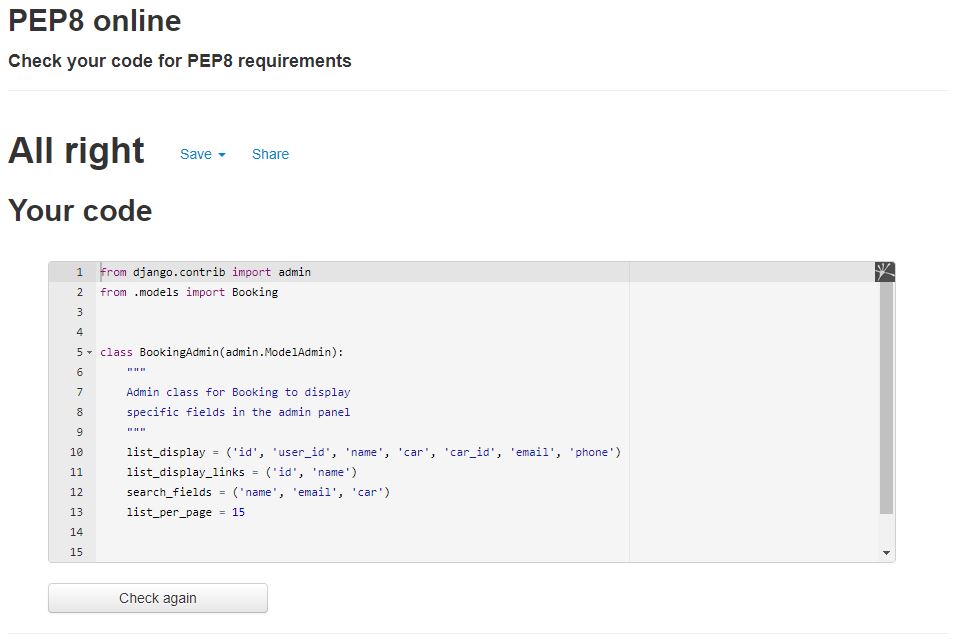 PEP8 online
Check your code for PEP8 requirements
All right Save Share
Your code
1 from django.contrib import admin
2 from .models import Booking
3
4
5 class BookingAdmin(admin.ModelAdmin):
6     """
7     Admin class for Booking to display
8     specific fields in the admin panel
9     """
10     list_display = ('id', 'user_id', 'name', 'car', 'car_id', 'email', 'phone')
11     list_display_links = ('id', 'name')
12     search_fields = ('name', 'email', 'car')
13     list_per_page = 15
14
15
Check again